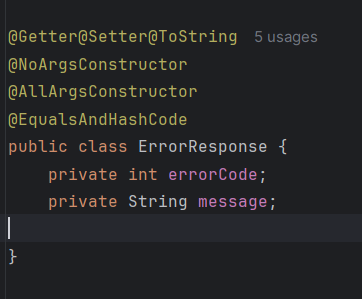 @Getter@Setter@ToString 5 usages
@NoArgsConstructor
@AllArgsConstructor
@EqualsAndHashCode
public class ErrorResponse {
    private int errorCode;
    private String message;
}